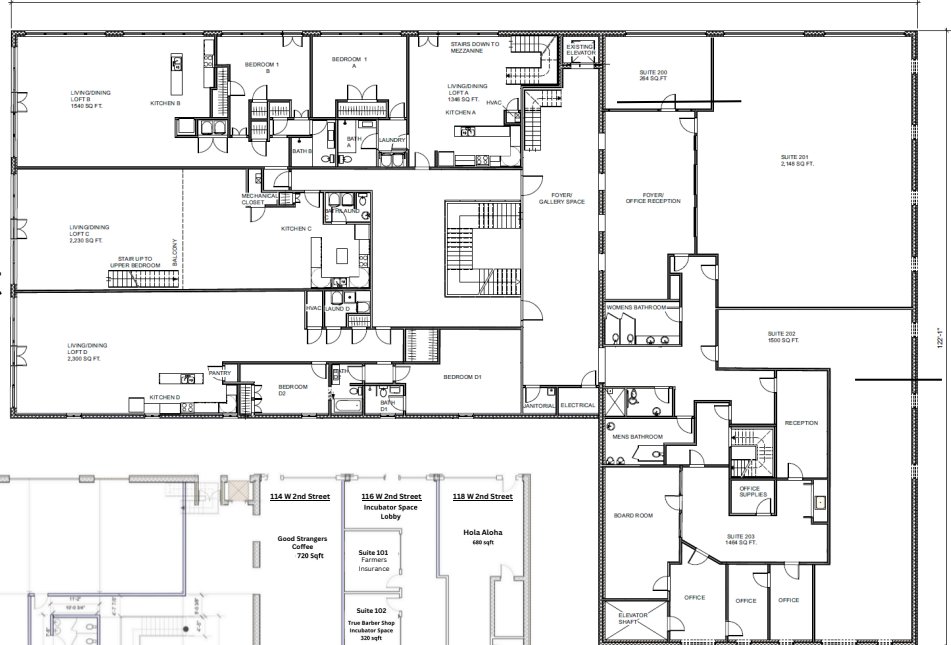 STAIRS DOWN TO
MEZZANINE
EXISTING
ELEVATOR
BEDROOM 1
B
BEDROOM 1
A
SUITE 200
264 SQ.FT
LIVING/DINING
LOFT B
1540 SQ FT.
KITCHEN B
LIVING/DINING
LOFT A
1346 SQ FT.
HVAC
KITCHEN A
BATH B
BATH
A
LAUNDRY
SUITE 201
2,148 SQ FT.
MECHANICAL
CLOSET
FOYER/
GALLERY SPACE
FOYER/
OFFICE RECEPTION
LIVING/DINING
LOFT C
2,230 SQ FT.
BALCONY
KITCHEN C
STAIR UP TO
UPPER BEDROOM
HVAC
LAUND D
WOMENS BATHROOM
SUITE 202
1500 SQ FT.
122'-1"
LIVING/DINING
LOFT D
2,300 SQ FT.
PANTRY
KITCHEN D
BEDROOM
D2
BATH
D1
BEDROOM D1
JANITORIAL
ELECTRICAL
MENS BATHROOM
RECEPTION
OFFICE
SUPPLIES
BOARD ROOM
SUITE 203
1464 SQ FT.
OFFICE
OFFICE
OFFICE
ELEVATOR
SHAFT
114 W 2nd Street
Good Strangers
Coffee
720 Sqft
116 W 2nd Street
Incubator Space
Lobby
Suite 101
Farmers
Insurance
Suite 102
True Barber Shop
Incubator Space
320 sqft
118 W 2nd Street
Hola Aloha
680 sqft